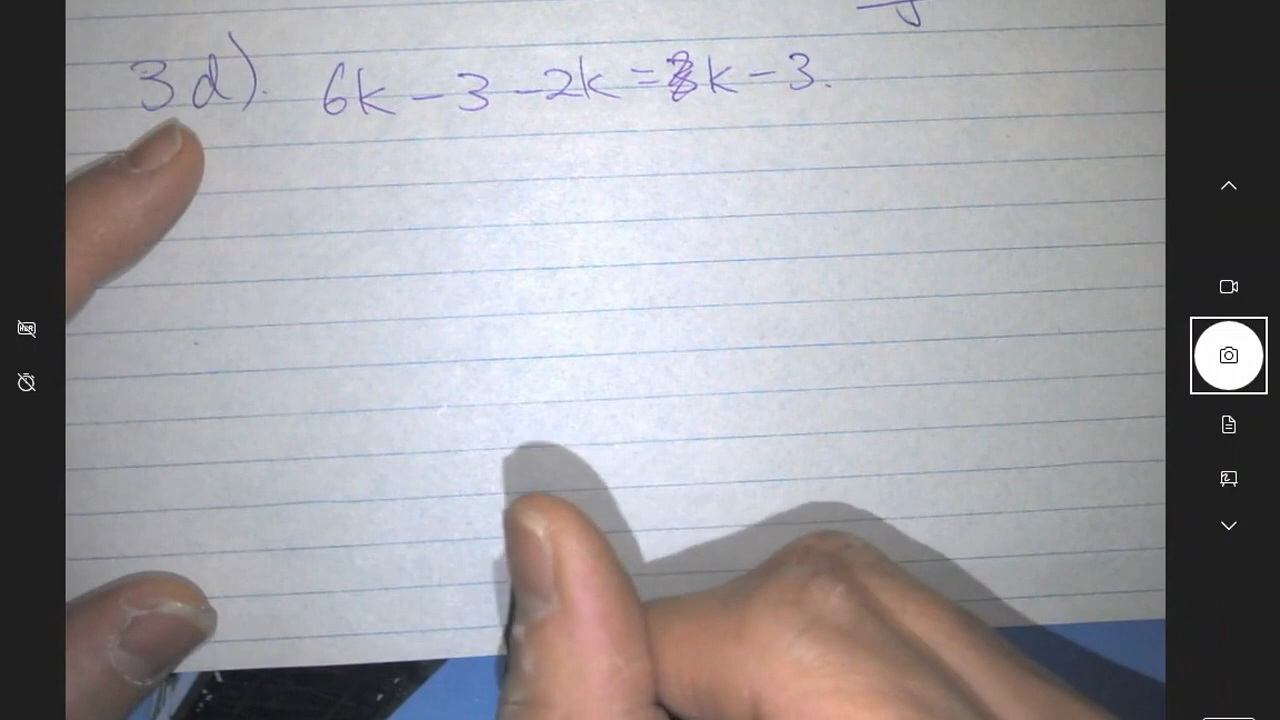 3d). 6k - 3 - 2k = k - 3.